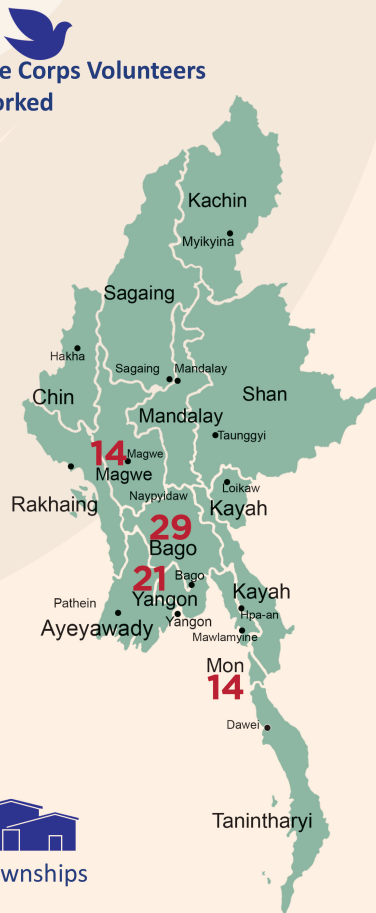 e Corps Volunteers
orked
Kachin
Myikyina
Sagaing
Hakha
Sagaing
Mandalay
Chin
Shan
Mandalay
Taunggyi
14
Magwe
Magwe
Loikaw
Naypyidaw
Rakhaing
Kayah
29
Bago
21
Bago
Kayah
Yangon
Pathein
Hpa-an
Yangon
Ayeyawady
Mawlamyine
Mon
14
Dawei
Tanintharyi
wnships